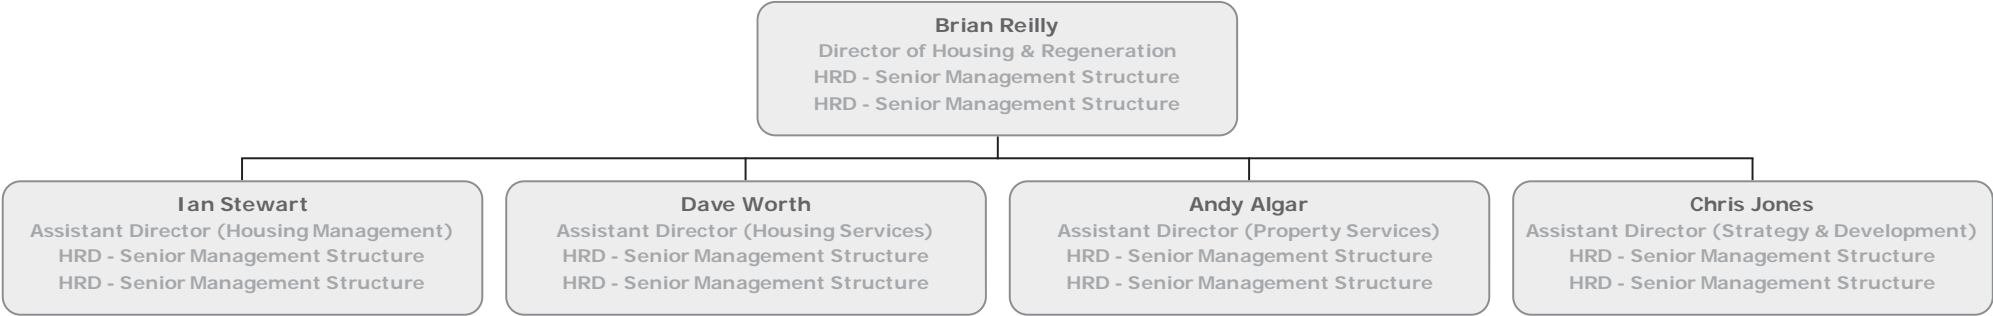 Brian Reilly
Director of Housing & Regeneration
HRD - Senior Management Structure
HRD - Senior Management Structure
Ian Stewart
Assistant Director (Housing Management)
HRD - Senior Management Structure
HRD - Senior Management Structure
Dave Worth
Assistant Director (Housing Services)
HRD - Senior Management Structure
HRD - Senior Management Structure
Andy Algar
Assistant Director (Property Services)
HRD - Senior Management Structure
HRD - Senior Management Structure
Chris Jones
Assistant Director (Strategy & Development)
HRD - Senior Management Structure
HRD - Senior Management Structure